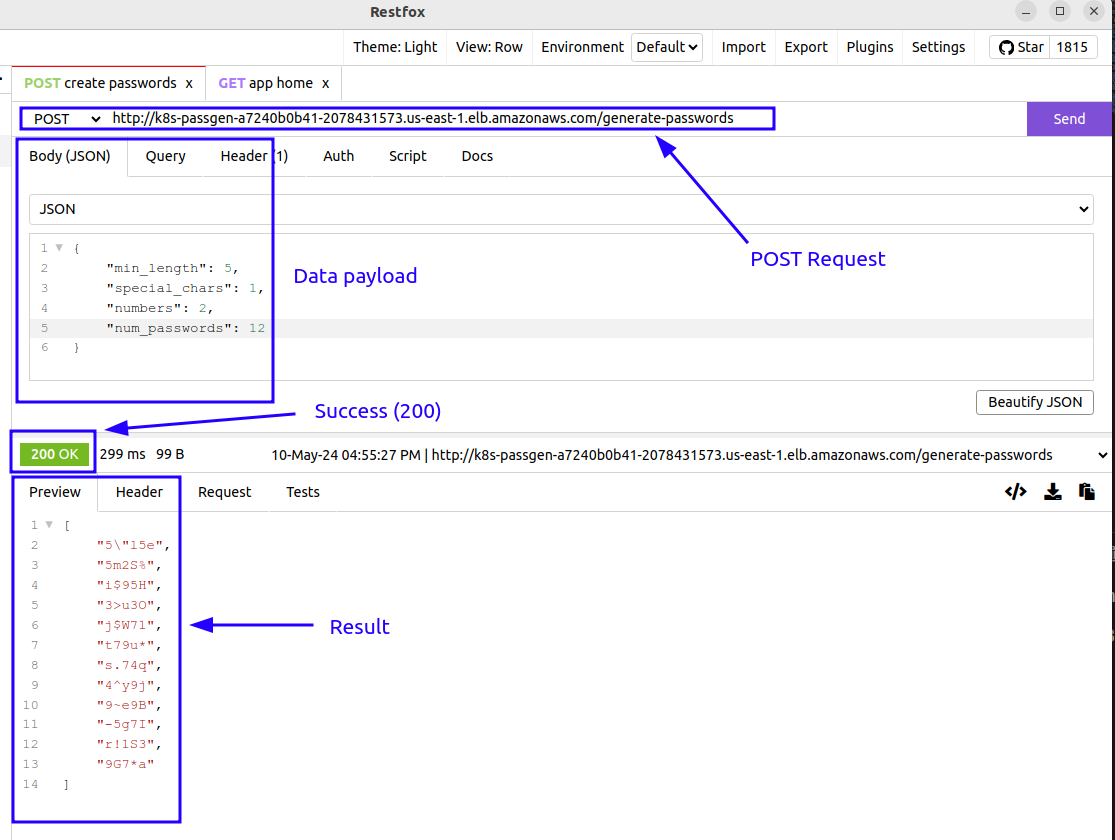 Restfox
Theme: Light View: Row Environment Default Import Export Plugins Settings Star 1815
POST create passwords x GET app home x
POST http://k8s-passgen-a7240b0b41-2078431573.us-east-1.elb.amazonaws.com/generate-passwords Send
Body (JSON) Query Header (1) Auth Script Docs
JSON
POST Request
1 {
2 "min_length": 5,
Data payload
3 "special_chars": 1,
4 "numbers": 2,
5 "num_passwords": 12
6 }
Beautify JSON
Success (200)
200 OK 299 ms 99 B 10-May-24 04:55:27 PM | http://k8s-passgen-a7240b0b41-2078431573.us-east-1.elb.amazonaws.com/generate-passwords
Preview Header Request Tests
1 [
2 "5\"l5e",
3 "5m2S%",
4 "i$95H",
5 "3>u3O",
6 "j$W71",
Result
7 "t79u*",
8 "s.74q",
9 "4^y9j",
10 "9~e9B",
11 "-5g7I",
12 "r!1S3",
13 "9G7*a"
14 ]